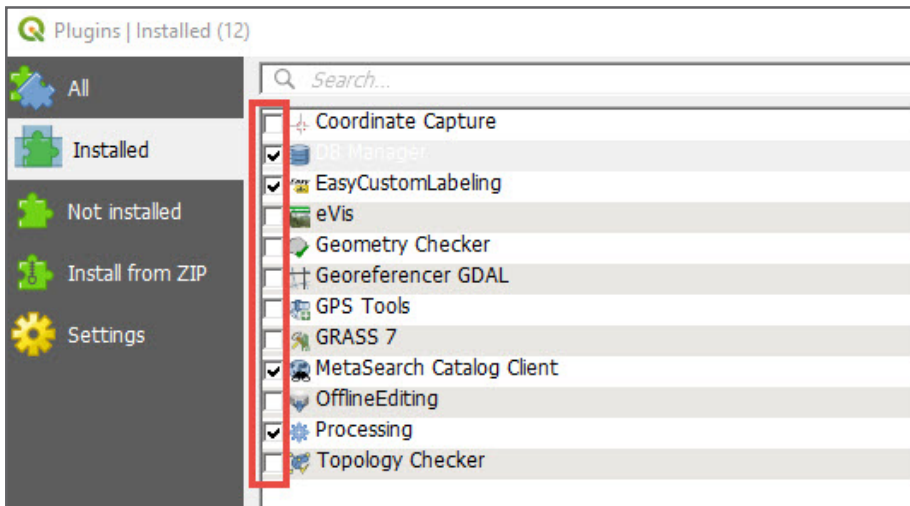 Plugins | Installed (12)
All
Installed
Not installed
Install from ZIP
Settings
Search...
Coordinate Capture
DB Manager
EasyCustomLabeling
eVis
Geometry Checker
Georeferencer GDAL
GPS Tools
GRASS 7
MetaSearch Catalog Client
OfflineEditing
Processing
Topology Checker